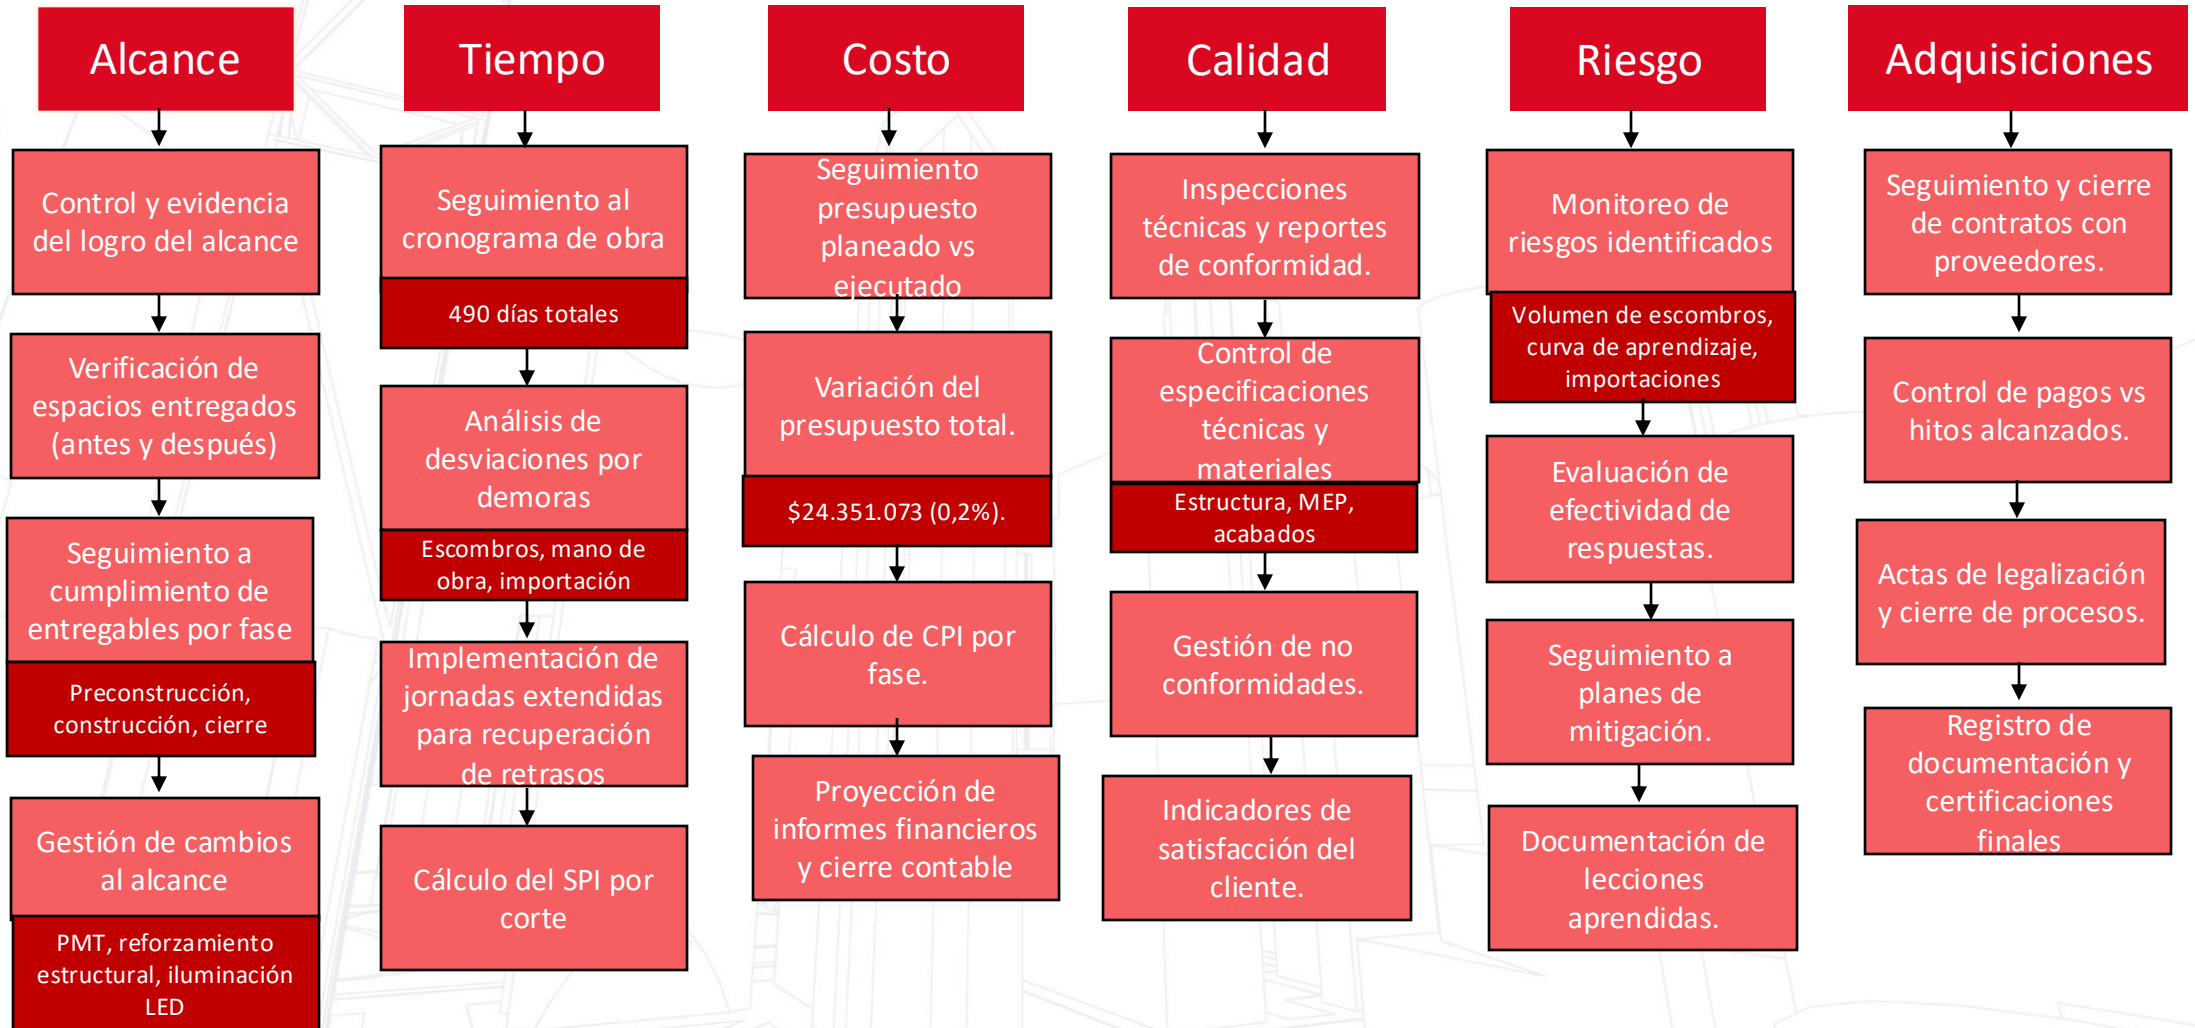 Alcance
Control y evidencia
del logro del alcance
Verificación de
espacios entregados
(antes y después)
Seguimiento a
cumplimiento de
entregables por fase
Preconstrucción,
construcción, cierre
Gestión de cambios
al alcance
PMT, reforzamiento
estructural, iluminación
LED
Tiempo
Seguimiento al
cronograma de obra
490 días totales
Análisis de
desviaciones por
demoras
Escombros, mano de
obra, importación
Implementación de
jornadas extendidas
para recuperación
de retrasos
Cálculo del SPI por
corte
Costo
Seguimiento
presupuesto
planeado vs
ejecutado
Variación del
presupuesto total.
$24.351.073 (0,2%).
Cálculo de CPI por
fase.
Proyección de
informes financieros
y cierre contable
Calidad
Inspecciones
técnicas y reportes
de conformidad.
Control de
especificaciones
técnicas y
materiales
Estructura, MEP,
acabados
Gestión de no
conformidades.
Indicadores de
satisfacción del
cliente.
Riesgo
Monitoreo de
riesgos identificados
Volumen de escombros,
curva de aprendizaje,
importaciones
Evaluación de
efectividad de
respuestas.
Seguimiento a
planes de
mitigación.
Documentación de
lecciones
aprendidas.
Adquisiciones
Seguimiento y cierre
de contratos con
proveedores.
Control de pagos vs
hitos alcanzados.
Actas de legalización
y cierre de procesos.
Registro de
documentación y
certificaciones
finales